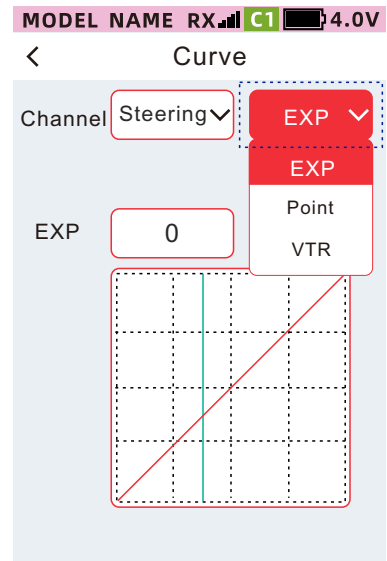 MODEL NAME RX C1 4.0V
Curve
Channel Steering EXP
EXP
Point
EXP 0
VTR